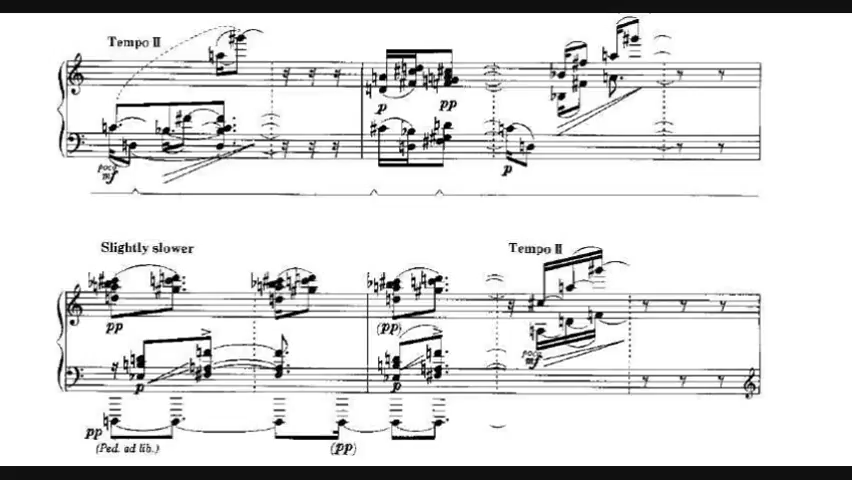 Tempo II
p
pp
poco
mf
p
Slightly slower
Tempo II
pp
(pp)
poco
mf
p
p
pp
(Ped. ad lib.)
(pp)